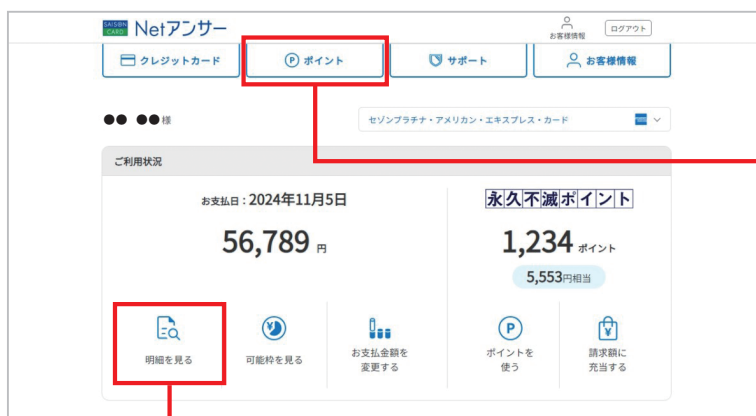 SAISON CARD Netアンサー
お客様情報 ログアウト
クレジットカード P ポイント サポート お客様情報
●● ●●様 セゾンプラチナ・アメリカン・エキスプレス・カード
ご利用状況
お支払日：2024年11月5日 永久不滅ポイント
56,789 円 1,234 ポイント
5,553円相当
明細を見る 可能枠を見る お支払金額を変更する P ポイントを使う 請求額に充当する